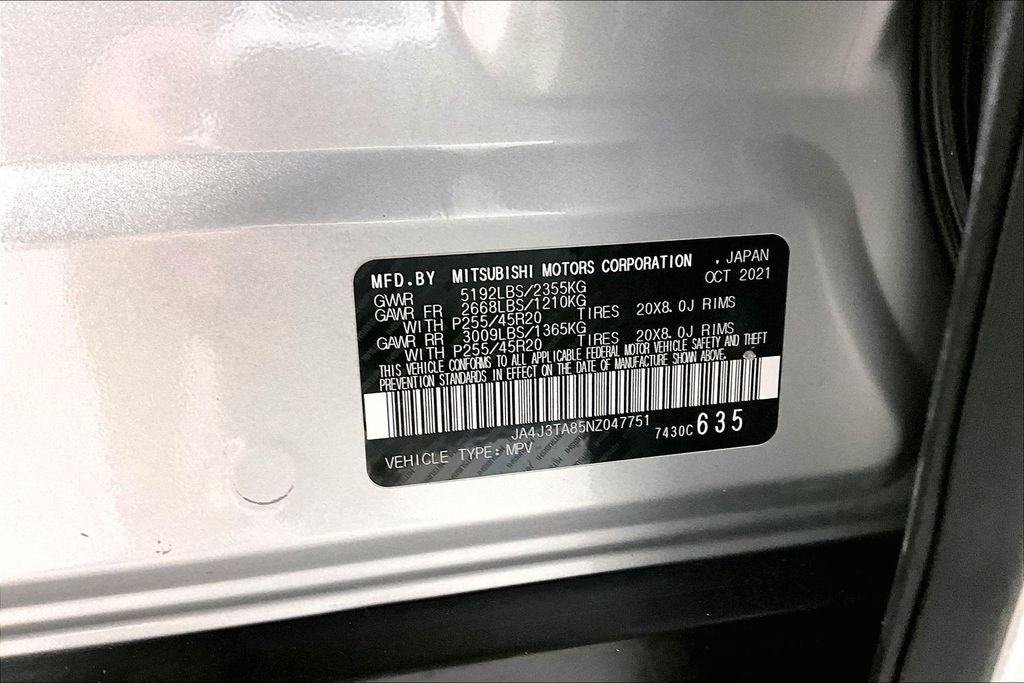 MFD.BY MITSUBISHI MOTORS CORPORATION , JAPAN
OCT 2021
GWR 5192LBS/2355KG
GAWR FR 2668LBS/1210KG
WITH P255/45R20 TIRES 20X8.0J RIMS
GAWR RR 3009LBS/1365KG
WITH P255/45R20 TIRES 20X8.0J RIMS
THIS VEHICLE CONFORMS TO ALL APPLICABLE FEDERAL MOTOR VEHICLE SAFETY AND THEFT
PREVENTION STANDARDS IN EFFECT ON THE DATE OF MANUFACTURE SHOWN ABOVE.
JA4J3TA85NZ047751
7430C 635
VEHICLE TYPE: MPV